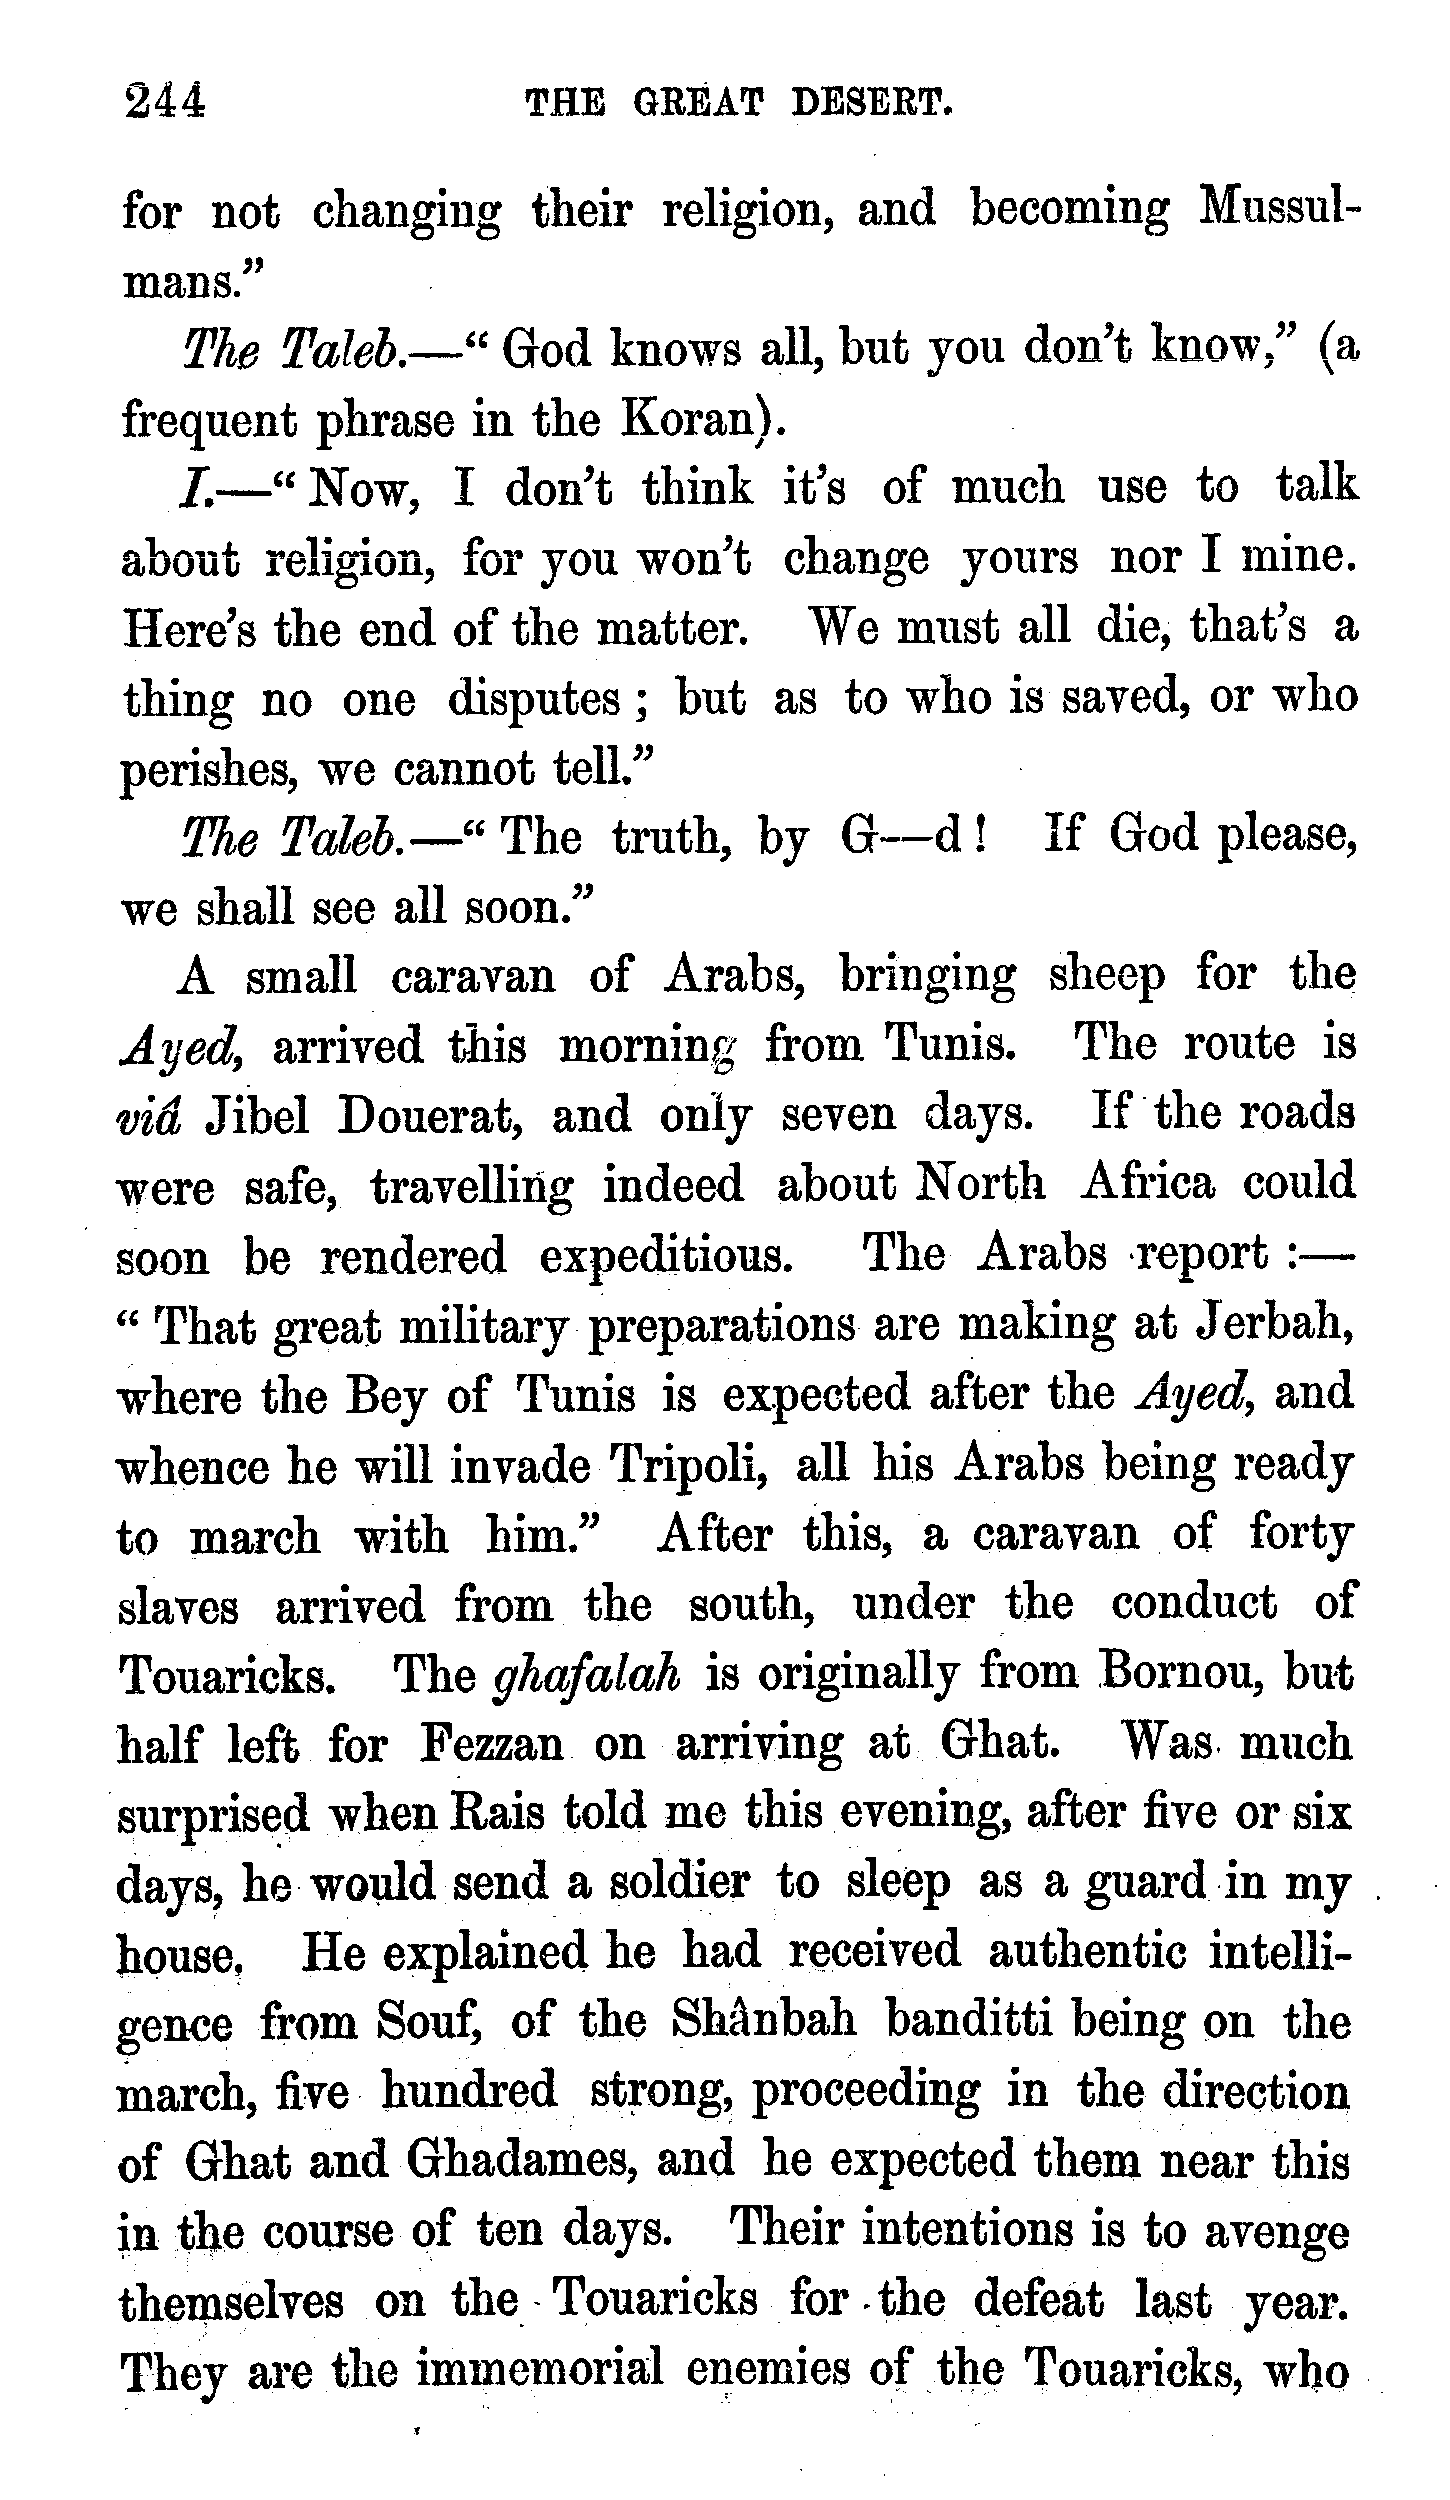 244 THE GREAT DESERT.
for not changing their religion, and becoming Mussul-
mans.”
The Taleb.—“ God knows all, but you don’t know,” (a
frequent phrase in the Koran).
I.—“ Now, I don’t think it’s of much use to talk
about religion, for you won’t change yours nor I mine.
Here’s the end of the matter. We must all die, that’s a
thing no one disputes ; but as to who is saved, or who
perishes, we cannot tell.”
The Taleb.—“ The truth, by G—d ! If God please,
we shall see all soon.”
A small caravan of Arabs, bringing sheep for the
Ayed, arrived this morning from Tunis. The route is
viâ Jibel Douerat, and only seven days. If the roads
were safe, travelling indeed about North Africa could
soon be rendered expeditious. The Arabs report :—
“ That great military preparations are making at Jerbah,
where the Bey of Tunis is expected after the Ayed, and
whence he will invade Tripoli, all his Arabs being ready
to march with him.” After this, a caravan of forty
slaves arrived from the south, under the conduct of
Touaricks. The ghafalah is originally from Bornou, but
half left for Fezzan on arriving at Ghat. Was much
surprised when Rais told me this evening, after five or six
days, he would send a soldier to sleep as a guard in my
house. He explained he had received authentic intelli-
gence from Souf, of the Shânbah banditti being on the
march, five hundred strong, proceeding in the direction
of Ghat and Ghadames, and he expected them near this
in the course of ten days. Their intentions is to avenge
themselves on the Touaricks for the defeat last year.
They are the immemorial enemies of the Touaricks, who